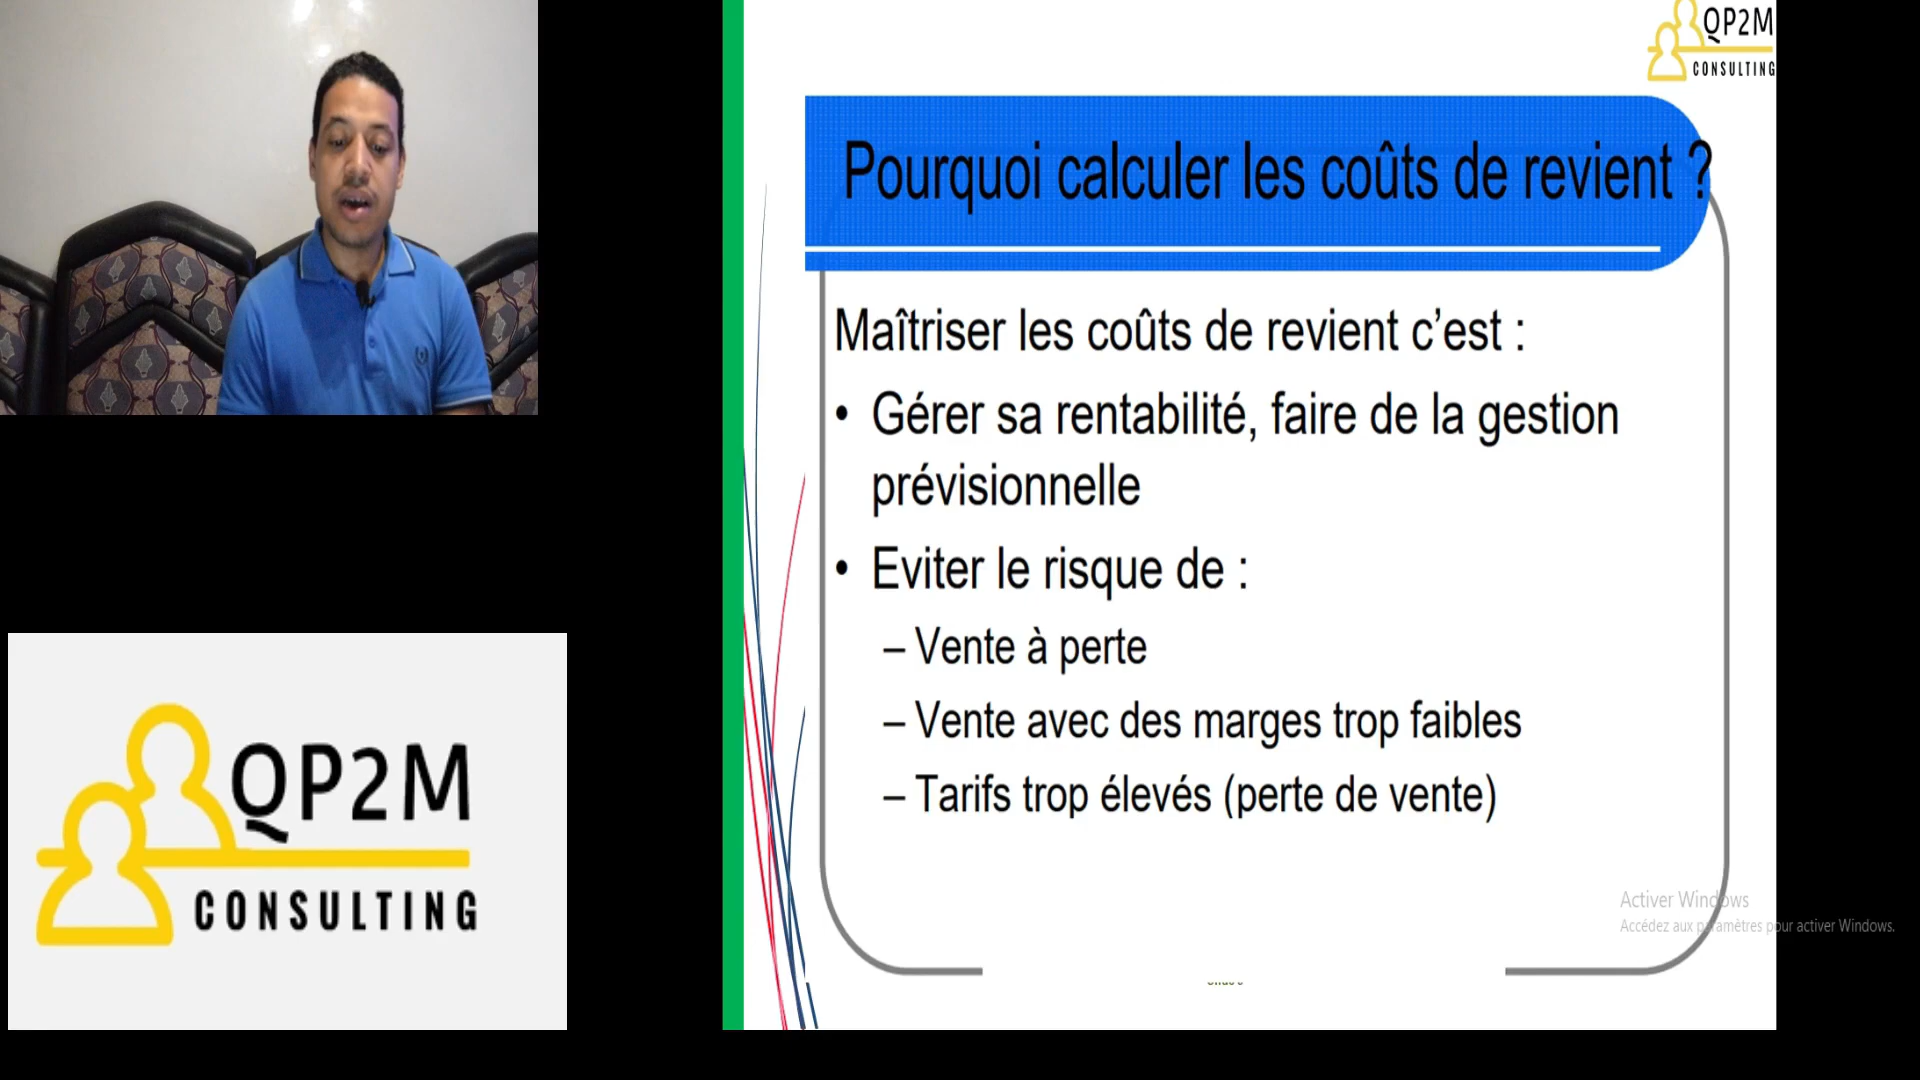 QP2M
CONSULTING
Pourquoi calculer les coûts de revient ?
Maîtriser les coûts de revient c’est :
• Gérer sa rentabilité, faire de la gestion
prévisionnelle
• Eviter le risque de :
– Vente à perte
– Vente avec des marges trop faibles
– Tarifs trop élevés (perte de vente)
QP2M
CONSULTING
Activer Windows
Accédez aux paramètres pour activer Windows.